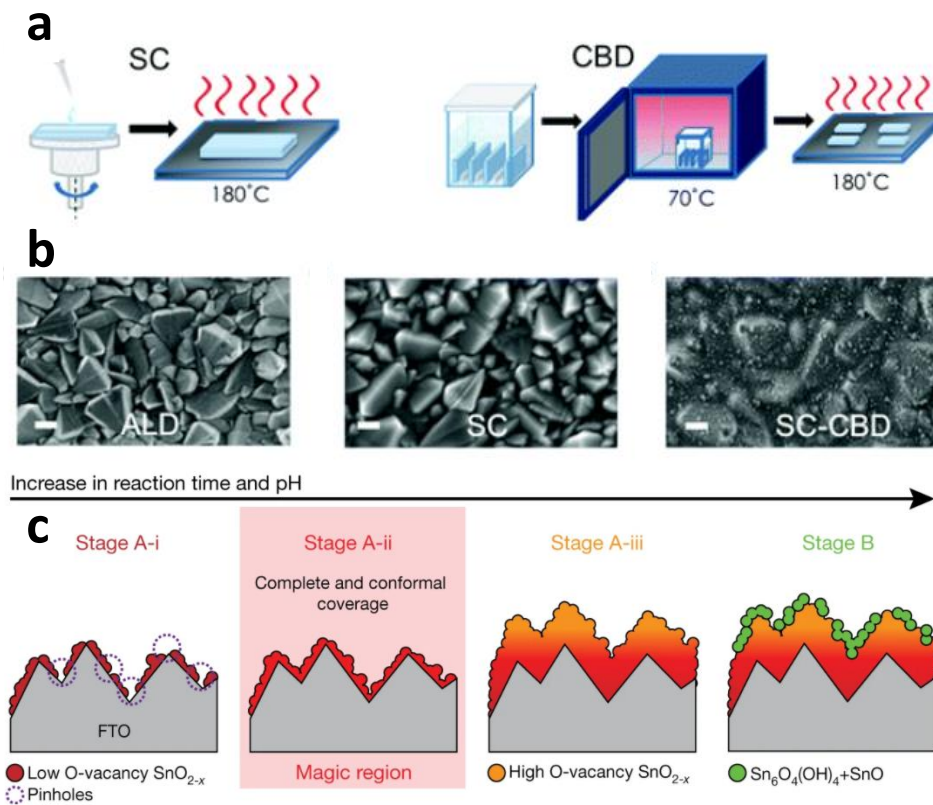 a
SC
CBD
180˚C
70˚C
180˚C
b
ALD
SC
SC-CBD
Increase in reaction time and pH
c
Stage A-i
Stage A-ii
Stage A-iii
Stage B
Complete and conformal
coverage
FTO
Low O-vacancy SnO₂₋ₓ
Pinholes
Magic region
High O-vacancy SnO₂₋ₓ
Sn₆O₄(OH)₄+SnO